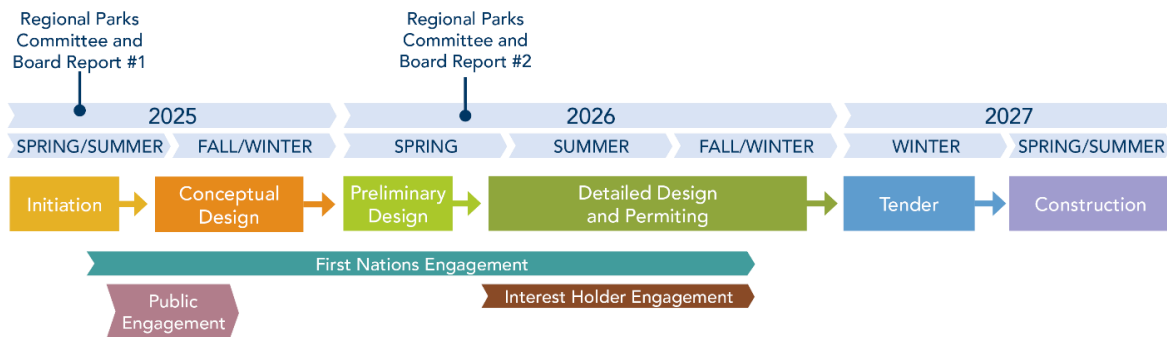 Regional Parks
Committee and
Board Report #1
Regional Parks
Committee and
Board Report #2
2025
2026
2027
SPRING/SUMMER
FALL/WINTER
SPRING
SUMMER
FALL/WINTER
WINTER
SPRING/SUMMER
Initiation
Conceptual
Design
Preliminary
Design
Detailed Design
and Permiting
Tender
Construction
First Nations Engagement
Public
Engagement
Interest Holder Engagement